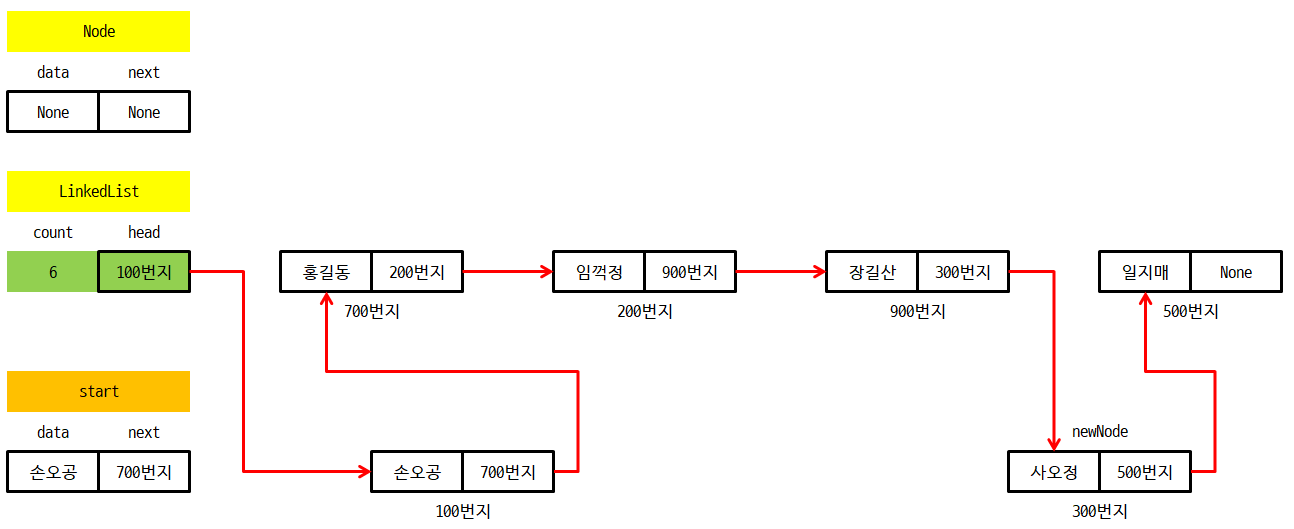 Node
data next
None None
LinkedList
count head
6 100번지
홍길동 200번지
700번지
임꺽정 900번지
200번지
장길산 300번지
900번지
일지매 None
500번지
start
data next
손오공 700번지
손오공 700번지
100번지
newNode
사오정 500번지
300번지